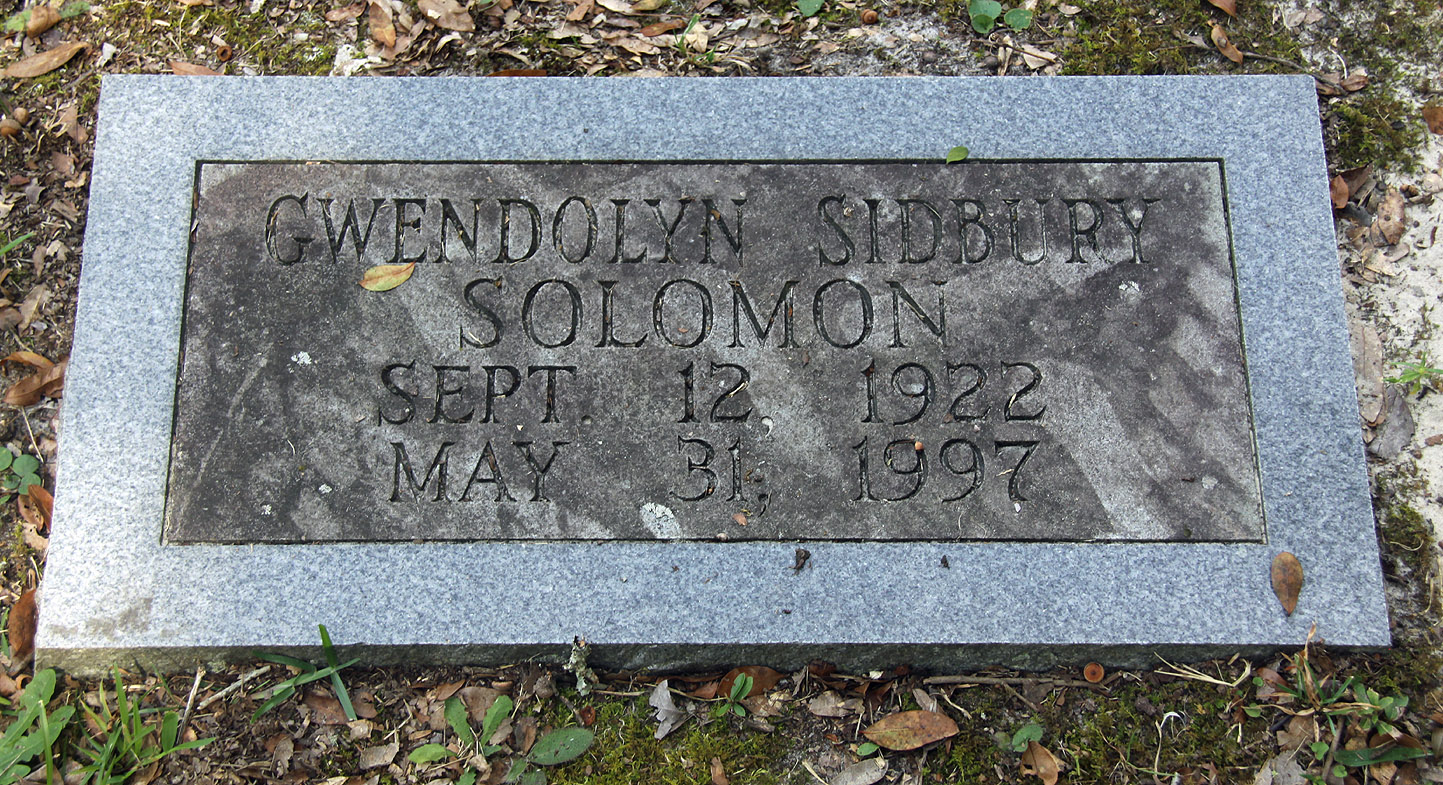 GWENDOLYN SIDBURY
SOLOMON
SEPT. 12, 1922
MAY 31, 1997